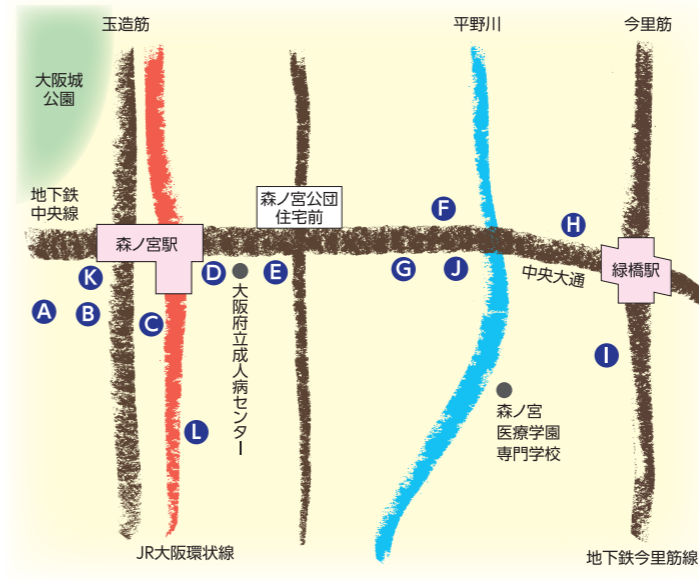 玉造筋
平野川
今里筋
大阪城
公園
地下鉄
中央線
森ノ宮公団
住宅前
森ノ宮駅
緑橋駅
中央大通
F
H
K
D
E
G
J
A
B
C
I
L
大阪府立成人病センター
森ノ宮
医療学園
専門学校
JR大阪環状線
地下鉄今里筋線